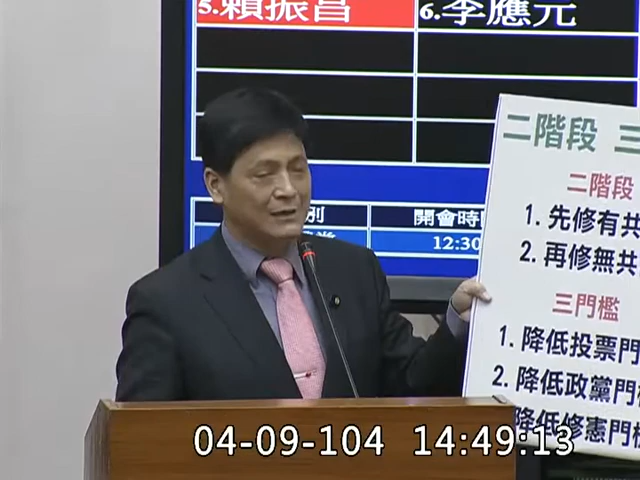 5.賴振昌
6.李應元
別
開會時
12:30
二階段 三
二階段
1. 先修有共
2. 再修無共
三門檻
1. 降低投票門
2. 降低政黨門
降低修憲門
04-09-104 14:49:13